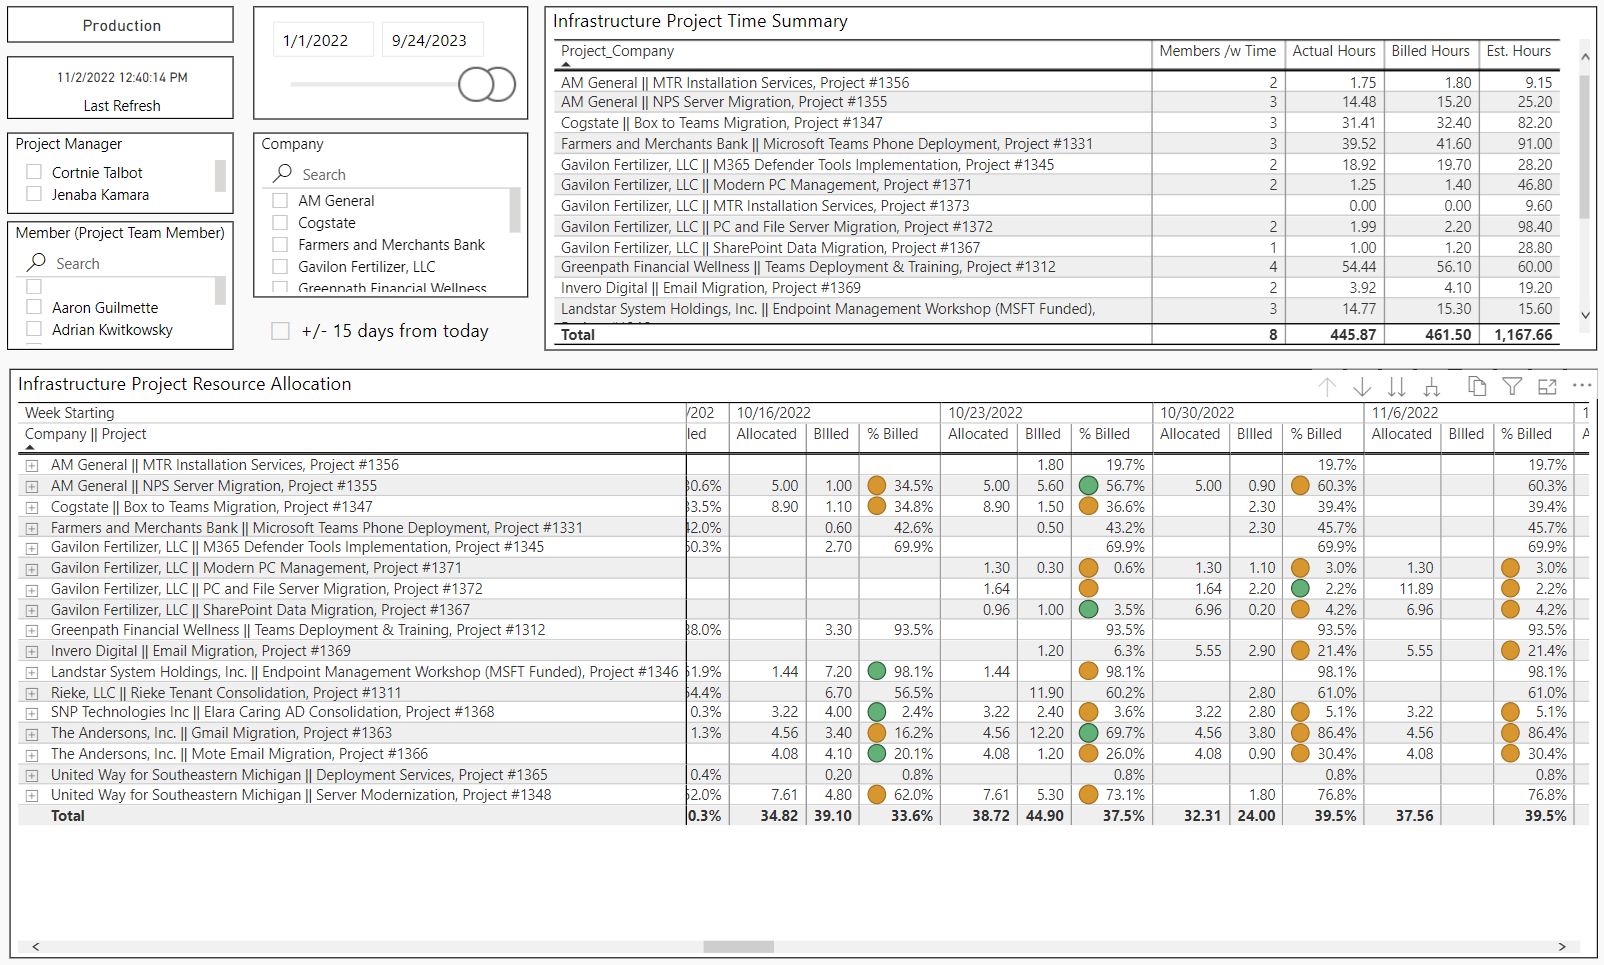 Production
11/2/2022 12:40:14 PM
Last Refresh
Project Manager
Cortnie Talbot
Jenaba Kamara
Member (Project Team Member)
Search
Aaron Guilmette
Adrian Kwitkowsky
1/1/2022 9/24/2023
Company
Search
AM General
Cogstate
Farmers and Merchants Bank
Gavilon Fertilizer, LLC
Greenpath Financial Wellness
+/- 15 days from today
Infrastructure Project Time Summary
Project_Company Members /w Time Actual Hours Billed Hours Est. Hours
AM General || MTR Installation Services, Project #1356 2 1.75 1.80 9.15
AM General || NPS Server Migration, Project #1355 3 14.48 15.20 25.20
Cogstate || Box to Teams Migration, Project #1347 3 31.41 32.40 82.20
Farmers and Merchants Bank || Microsoft Teams Phone Deployment, Project #1331 3 39.52 41.60 91.00
Gavilon Fertilizer, LLC || M365 Defender Tools Implementation, Project #1345 2 18.92 19.70 28.20
Gavilon Fertilizer, LLC || Modern PC Management, Project #1371 2 1.25 1.40 46.80
Gavilon Fertilizer, LLC || MTR Installation Services, Project #1373 0.00 0.00 9.60
Gavilon Fertilizer, LLC || PC and File Server Migration, Project #1372 2 1.99 2.20 98.40
Gavilon Fertilizer, LLC || SharePoint Data Migration, Project #1367 1 1.00 1.20 28.80
Greenpath Financial Wellness || Teams Deployment & Training, Project #1312 4 54.44 56.10 60.00
Invero Digital || Email Migration, Project #1369 2 3.92 4.10 19.20
Landstar System Holdings, Inc. || Endpoint Management Workshop (MSFT Funded), 3 14.77 15.30 15.60
Total 8 445.87 461.50 1,167.66
Infrastructure Project Resource Allocation
Week Starting /202 10/16/2022 10/23/2022 10/30/2022 11/6/2022 1
Company || Project led Allocated BIlled % Billed Allocated BIlled % Billed Allocated BIlled % Billed Allocated BIlled % Billed A
AM General || MTR Installation Services, Project #1356 1.80 19.7% 19.7% 19.7%
AM General || NPS Server Migration, Project #1355 0.6% 5.00 1.00 34.5% 5.00 5.60 56.7% 5.00 0.90 60.3% 60.3%
Cogstate || Box to Teams Migration, Project #1347 3.5% 8.90 1.10 34.8% 8.90 1.50 36.6% 2.30 39.4% 39.4%
Farmers and Merchants Bank || Microsoft Teams Phone Deployment, Project #1331 2.0% 0.60 42.6% 0.50 43.2% 2.30 45.7% 45.7%
Gavilon Fertilizer, LLC || M365 Defender Tools Implementation, Project #1345 0.3% 2.70 69.9% 69.9% 69.9% 69.9%
Gavilon Fertilizer, LLC || Modern PC Management, Project #1371 1.30 0.30 0.6% 1.30 1.10 3.0% 1.30 3.0%
Gavilon Fertilizer, LLC || PC and File Server Migration, Project #1372 1.64 1.64 2.20 2.2% 11.89 2.2%
Gavilon Fertilizer, LLC || SharePoint Data Migration, Project #1367 0.96 1.00 3.5% 6.96 0.20 4.2% 6.96 4.2%
Greenpath Financial Wellness || Teams Deployment & Training, Project #1312 8.0% 3.30 93.5% 93.5% 93.5% 93.5%
Invero Digital || Email Migration, Project #1369 1.20 6.3% 5.55 2.90 21.4% 5.55 21.4%
Landstar System Holdings, Inc. || Endpoint Management Workshop (MSFT Funded), Project #1346 1.9% 1.44 7.20 98.1% 1.44 98.1% 98.1% 98.1%
Rieke, LLC || Rieke Tenant Consolidation, Project #1311 4.4% 6.70 56.5% 11.90 60.2% 2.80 61.0% 61.0%
SNP Technologies Inc || Elara Caring AD Consolidation, Project #1368 0.3% 3.22 4.00 2.4% 3.22 2.40 3.6% 3.22 2.80 5.1% 3.22 5.1%
The Andersons, Inc. || Gmail Migration, Project #1363 1.3% 4.56 3.40 16.2% 4.56 12.20 69.7% 4.56 3.80 86.4% 4.56 86.4%
The Andersons, Inc. || Mote Email Migration, Project #1366 4.08 4.10 20.1% 4.08 1.20 26.0% 4.08 0.90 30.4% 4.08 30.4%
United Way for Southeastern Michigan || Deployment Services, Project #1365 0.4% 0.20 0.8% 0.8% 0.8% 0.8%
United Way for Southeastern Michigan || Server Modernization, Project #1348 2.0% 7.61 4.80 62.0% 7.61 5.30 73.1% 1.80 76.8% 76.8%
Total 0.3% 34.82 39.10 33.6% 38.72 44.90 37.5% 32.31 24.00 39.5% 37.56 39.5%